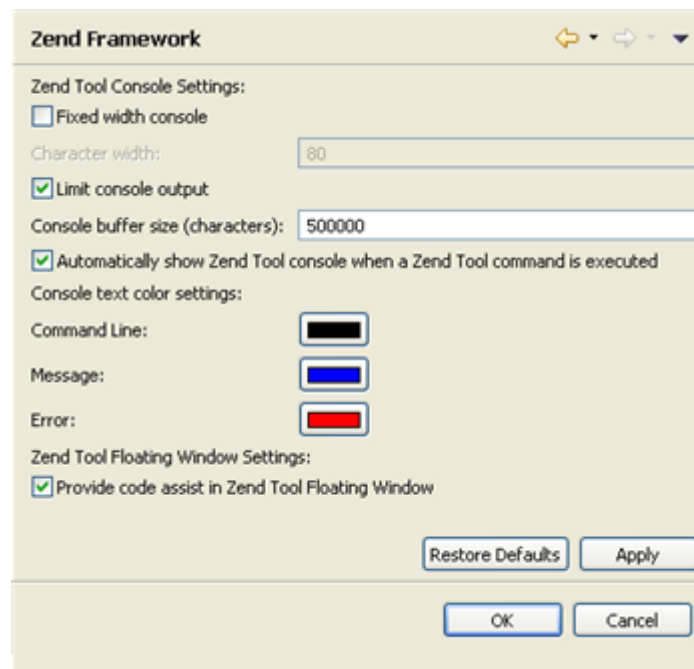 Zend Framework
Zend Tool Console Settings:
Fixed width console
Character width: 80
Limit console output
Console buffer size (characters): 500000
Automatically show Zend Tool console when a Zend Tool command is executed
Console text color settings:
Command Line:
Message:
Error:
Zend Tool Floating Window Settings:
Provide code assist in Zend Tool Floating Window
Restore Defaults Apply
OK Cancel